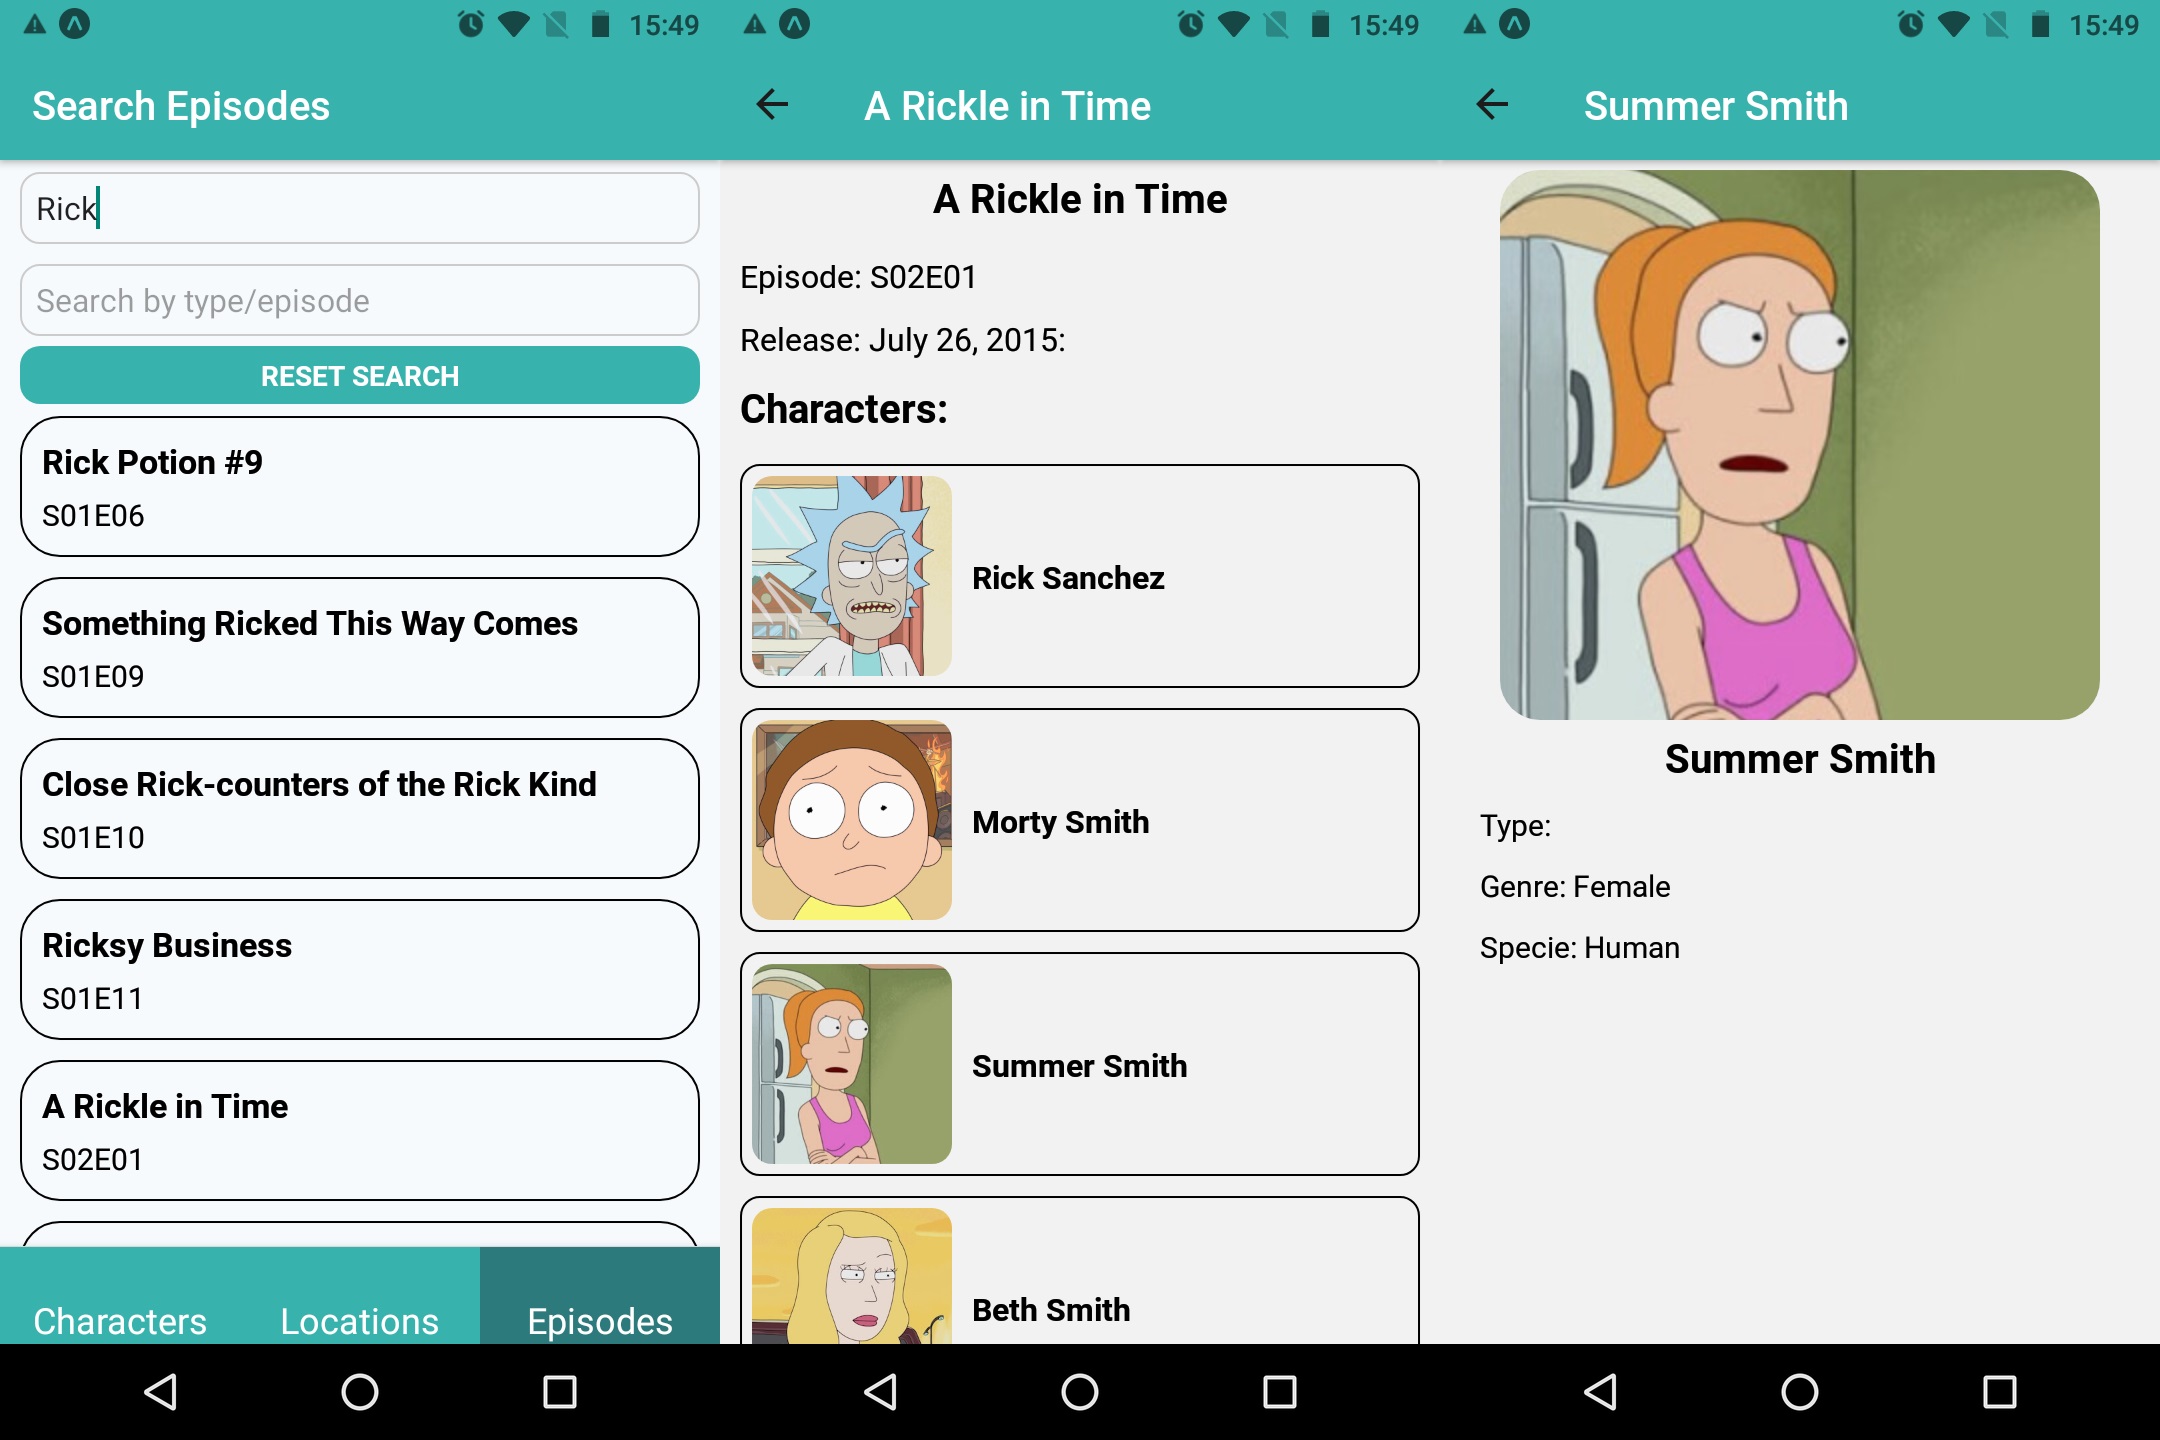 15:49
Search Episodes
Rick
Search by type/episode
RESET SEARCH
Rick Potion #9
S01E06
Something Ricked This Way Comes
S01E09
Close Rick-counters of the Rick Kind
S01E10
Ricksy Business
S01E11
A Rickle in Time
S02E01
Characters
Locations
Episodes
15:49
A Rickle in Time
A Rickle in Time
Episode: S02E01
Release: July 26, 2015:
Characters:
Rick Sanchez
Morty Smith
Summer Smith
Beth Smith
15:49
Summer Smith
Summer Smith
Type:
Genre: Female
Specie: Human